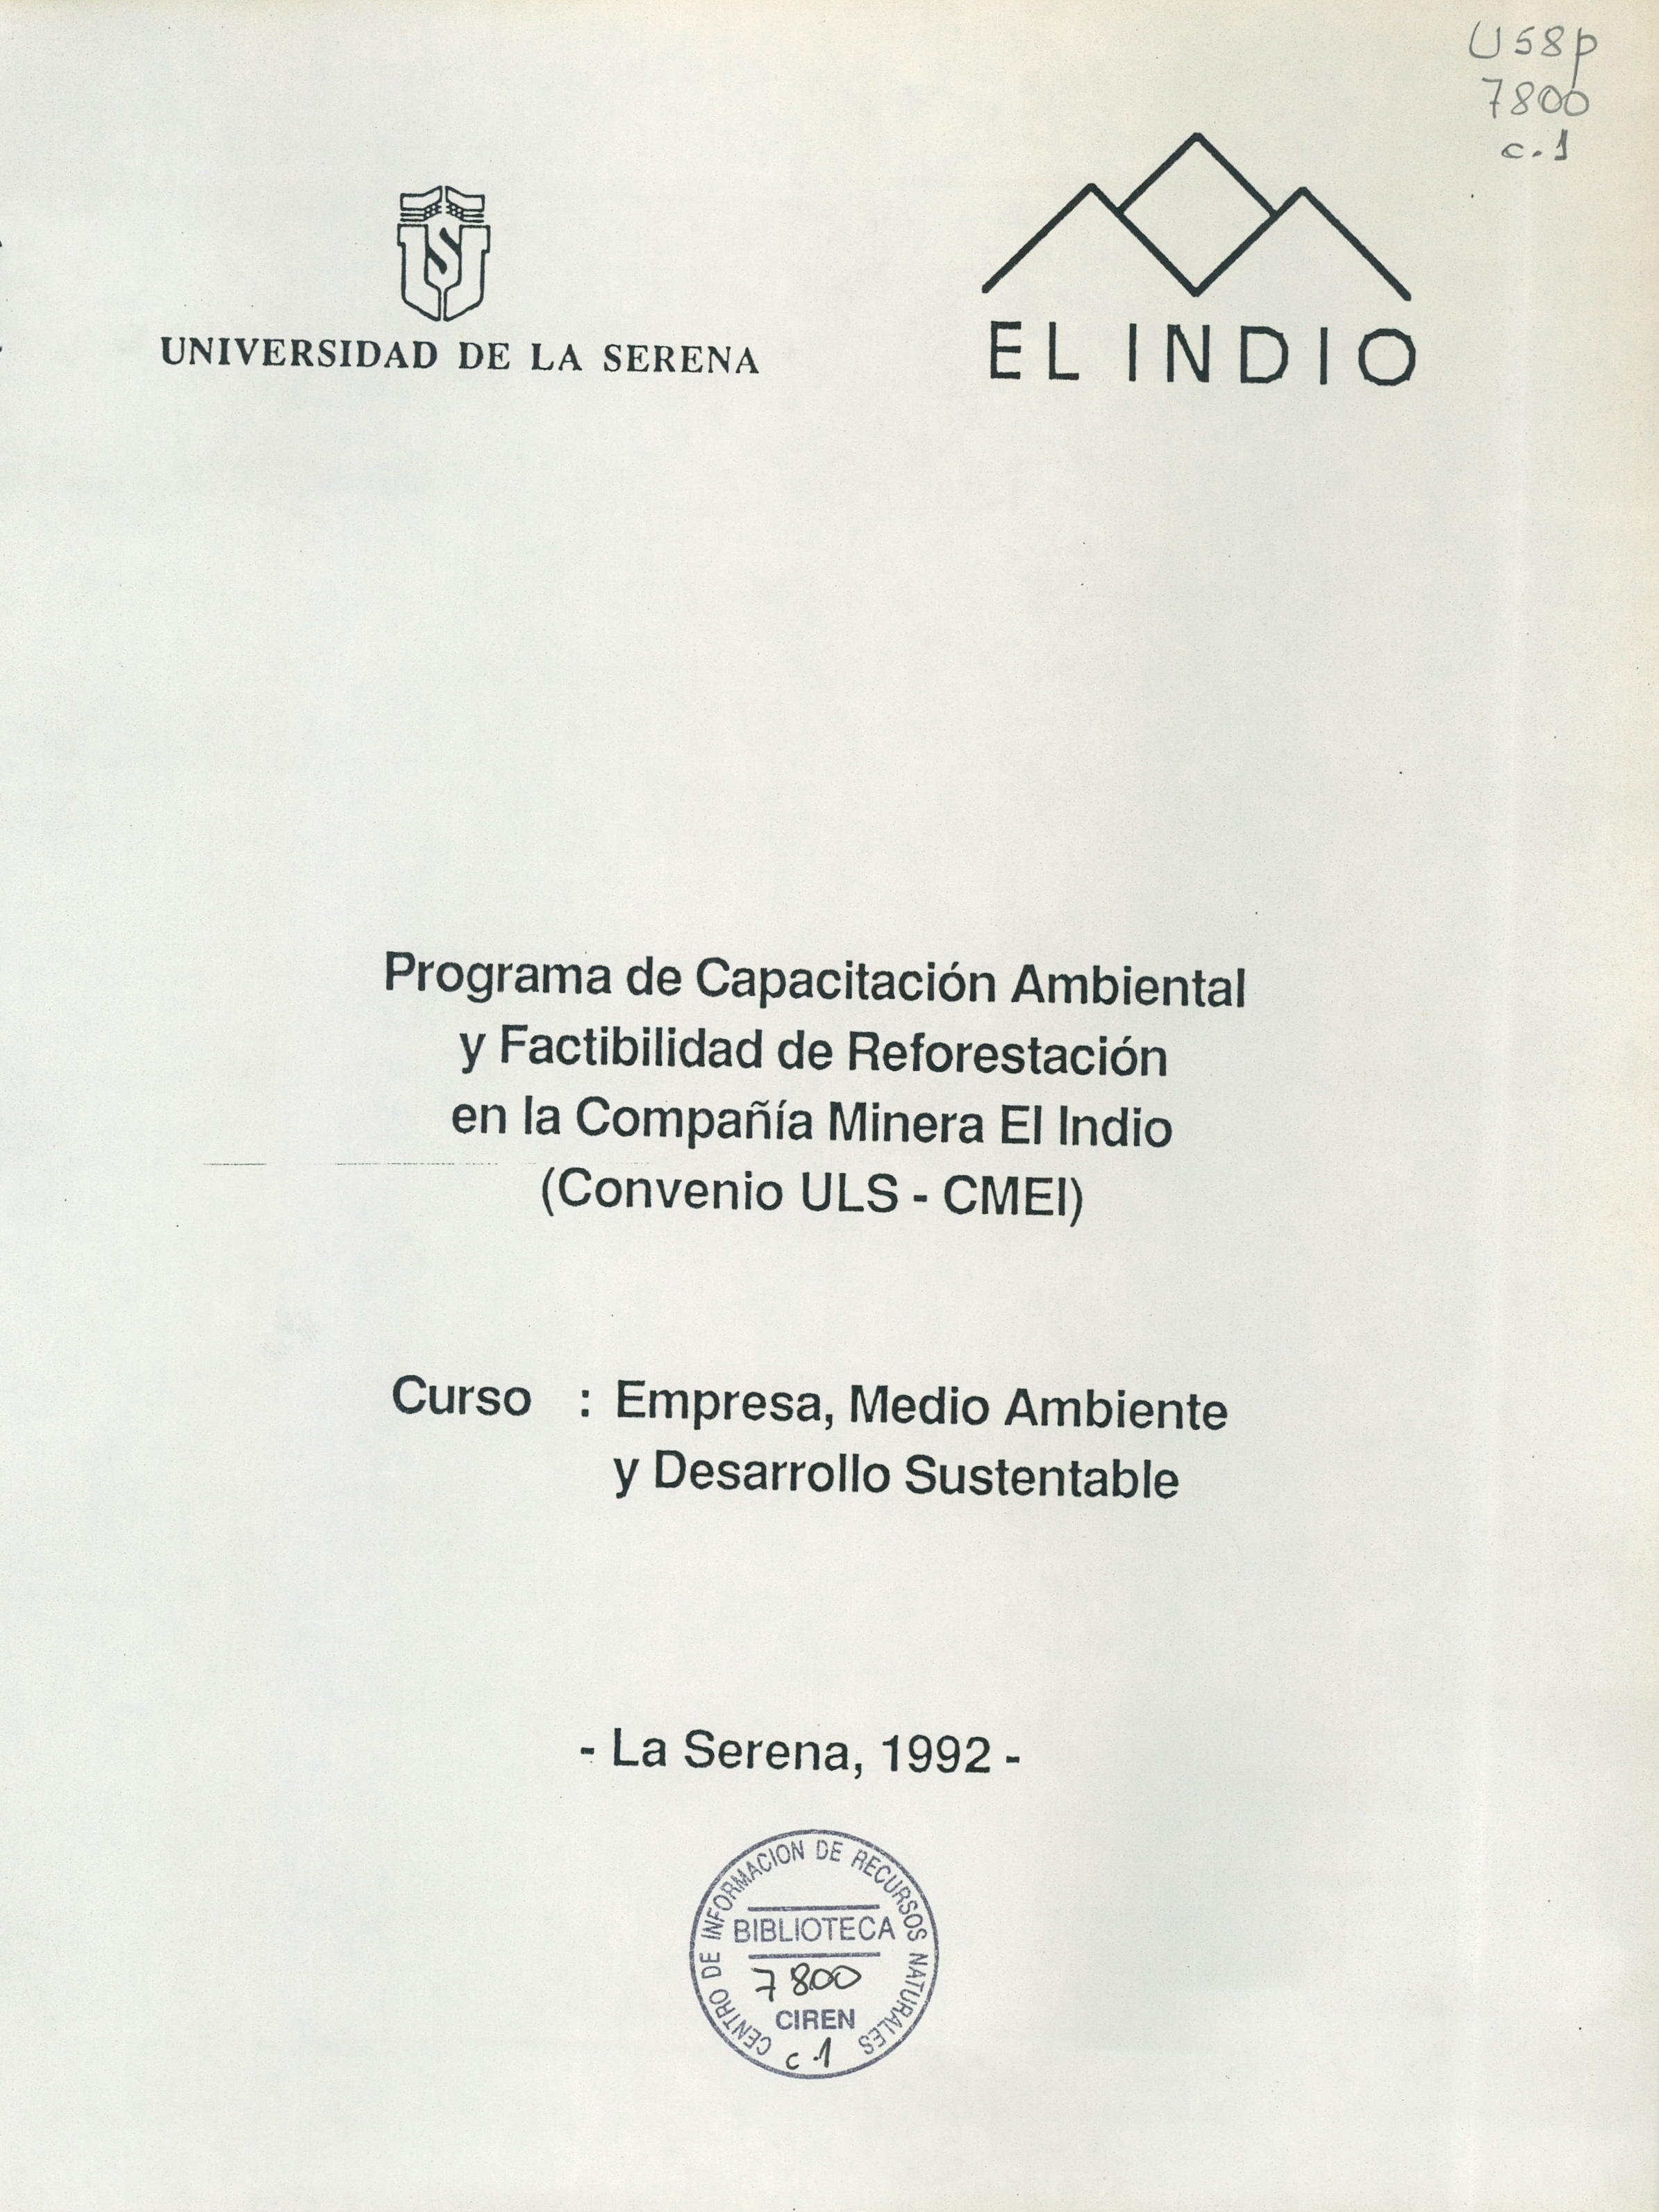 U58p
7800
c.1
UNIVERSIDAD DE LA SERENA
EL INDIO
Programa de Capacitación Ambiental
y Factibilidad de Reforestación
en la Compañía Minera El Indio
(Convenio ULS - CMEI)
Curso : Empresa, Medio Ambiente
y Desarrollo Sustentable
- La Serena, 1992 -
CENTRO DE INFORMACION DE RECURSOS NATURALES
BIBLIOTECA
7800
CIREN
c.1